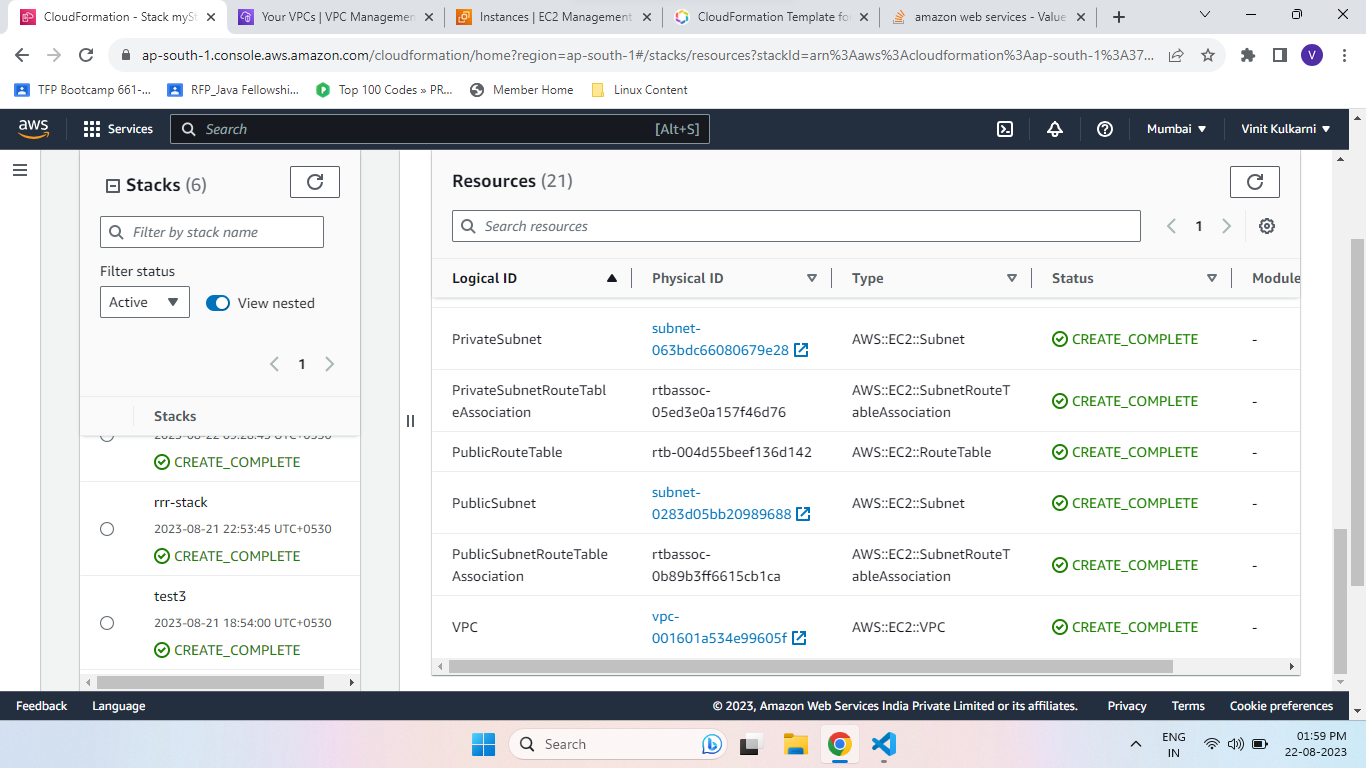 CloudFormation - Stack myS
Your VPCs | VPC Managemen
Instances | EC2 Management
CloudFormation Template fo
amazon web services - Value
ap-south-1.console.aws.amazon.com/cloudformation/home?region=ap-south-1#/stacks/resources?stackId=arn%3Aaws%3Acloudformation%3Aap-south-1%3A37...
V
TFP Bootcamp 661-...
RFP_Java Fellowshi...
Top 100 Codes » PR...
Member Home
Linux Content
aws
Services
Search
[Alt+S]
Mumbai
Vinit Kulkarni
Stacks (6)
Filter by stack name
Filter status
Active
View nested
1
Stacks
2023-08-22 09:28:45 UTC+0530
CREATE_COMPLETE
rrr-stack
2023-08-21 22:53:45 UTC+0530
CREATE_COMPLETE
test3
2023-08-21 18:54:00 UTC+0530
CREATE_COMPLETE
Resources (21)
Search resources
1
Logical ID
Physical ID
Type
Status
Module
PrivateSubnet
subnet-
063bdc66080679e28
AWS::EC2::Subnet
CREATE_COMPLETE
-
PrivateSubnetRouteTabl
eAssociation
rtbassoc-
05ed3e0a157f46d76
AWS::EC2::SubnetRouteT
ableAssociation
CREATE_COMPLETE
-
PublicRouteTable
rtb-004d55beef136d142
AWS::EC2::RouteTable
CREATE_COMPLETE
-
PublicSubnet
subnet-
0283d05bb20989688
AWS::EC2::Subnet
CREATE_COMPLETE
-
PublicSubnetRouteTable
Association
rtbassoc-
0b89b3ff6615cb1ca
AWS::EC2::SubnetRouteT
ableAssociation
CREATE_COMPLETE
-
VPC
vpc-
001601a534e99605f
AWS::EC2::VPC
CREATE_COMPLETE
-
Feedback
Language
© 2023, Amazon Web Services India Private Limited or its affiliates.
Privacy
Terms
Cookie preferences
Search
ENG
IN
01:59 PM
22-08-2023